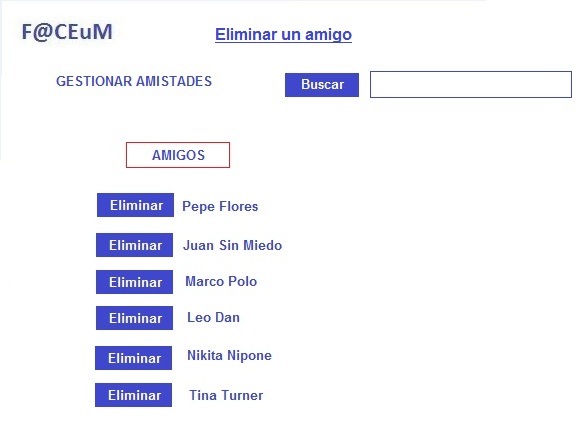 F@CEuM
Eliminar un amigo
GESTIONAR AMISTADES
Buscar
AMIGOS
Eliminar Pepe Flores
Eliminar Juan Sin Miedo
Eliminar Marco Polo
Eliminar Leo Dan
Eliminar Nikita Nipone
Eliminar Tina Turner